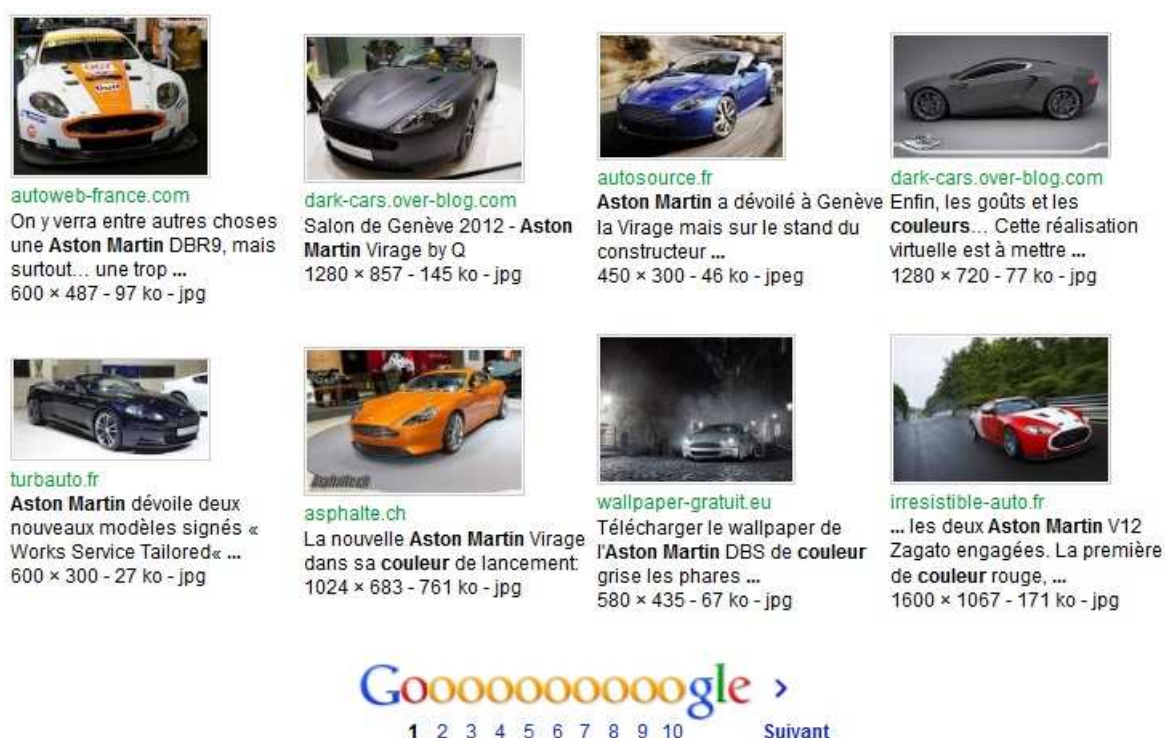 autoweb-france.com
On y verra entre autres choses
une Aston Martin DBR9, mais
surtout… une trop ...
600 × 487 - 97 ko - jpg
dark-cars.over-blog.com
Salon de Genève 2012 - Aston
Martin Virage by Q
1280 × 857 - 145 ko - jpg
autosource.fr
Aston Martin a dévoilé à Genève
la Virage mais sur le stand du
constructeur ...
450 × 300 - 46 ko - jpeg
dark-cars.over-blog.com
Enfin, les goûts et les
couleurs… Cette réalisation
virtuelle est à mettre ...
1280 × 720 - 77 ko - jpg
turbauto.fr
Aston Martin dévoile deux
nouveaux modèles signés «
Works Service Tailored« ...
600 × 300 - 27 ko - jpg
Asphalte.ch
asphalte.ch
La nouvelle Aston Martin Virage
dans sa couleur de lancement:
1024 × 683 - 761 ko - jpg
wallpaper-gratuit.eu
Télécharger le wallpaper de
l'Aston Martin DBS de couleur
grise les phares ...
580 × 435 - 67 ko - jpg
irresistible-auto.fr
... les deux Aston Martin V12
Zagato engagées. La première
de couleur rouge, ...
1600 × 1067 - 171 ko - jpg
Goooooooooogle >
1 2 3 4 5 6 7 8 9 10 Suivant